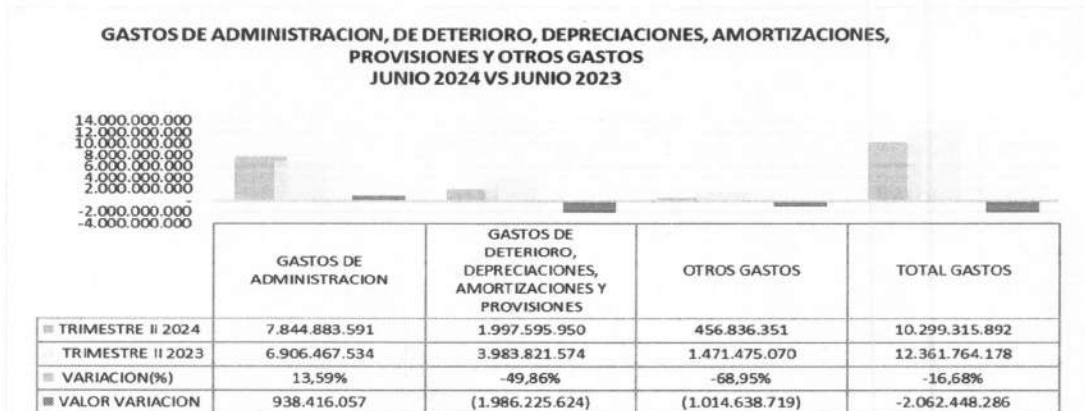 GASTOS DE ADMINISTRACION, DE DETERIORO, DEPRECIACIONES, AMORTIZACIONES,
PROVISIONES Y OTROS GASTOS
JUNIO 2024 VS JUNIO 2023
14.000.000.000
12.000.000.000
10.000.000.000
8.000.000.000
6.000.000.000
4.000.000.000
2.000.000.000
-
-2.000.000.000
-4.000.000.000
GASTOS DE
ADMINISTRACION
GASTOS DE
DETERIORO,
DEPRECIACIONES,
AMORTIZACIONES Y
PROVISIONES
OTROS GASTOS
TOTAL GASTOS
TRIMESTRE II 2024 7.844.883.591 1.997.595.950 456.836.351 10.299.315.892
TRIMESTRE II 2023 6.906.467.534 3.983.821.574 1.471.475.070 12.361.764.178
VARIACION(%) 13,59% -49,86% -68,95% -16,68%
VALOR VARIACION 938.416.057 (1.986.225.624) (1.014.638.719) -2.062.448.286